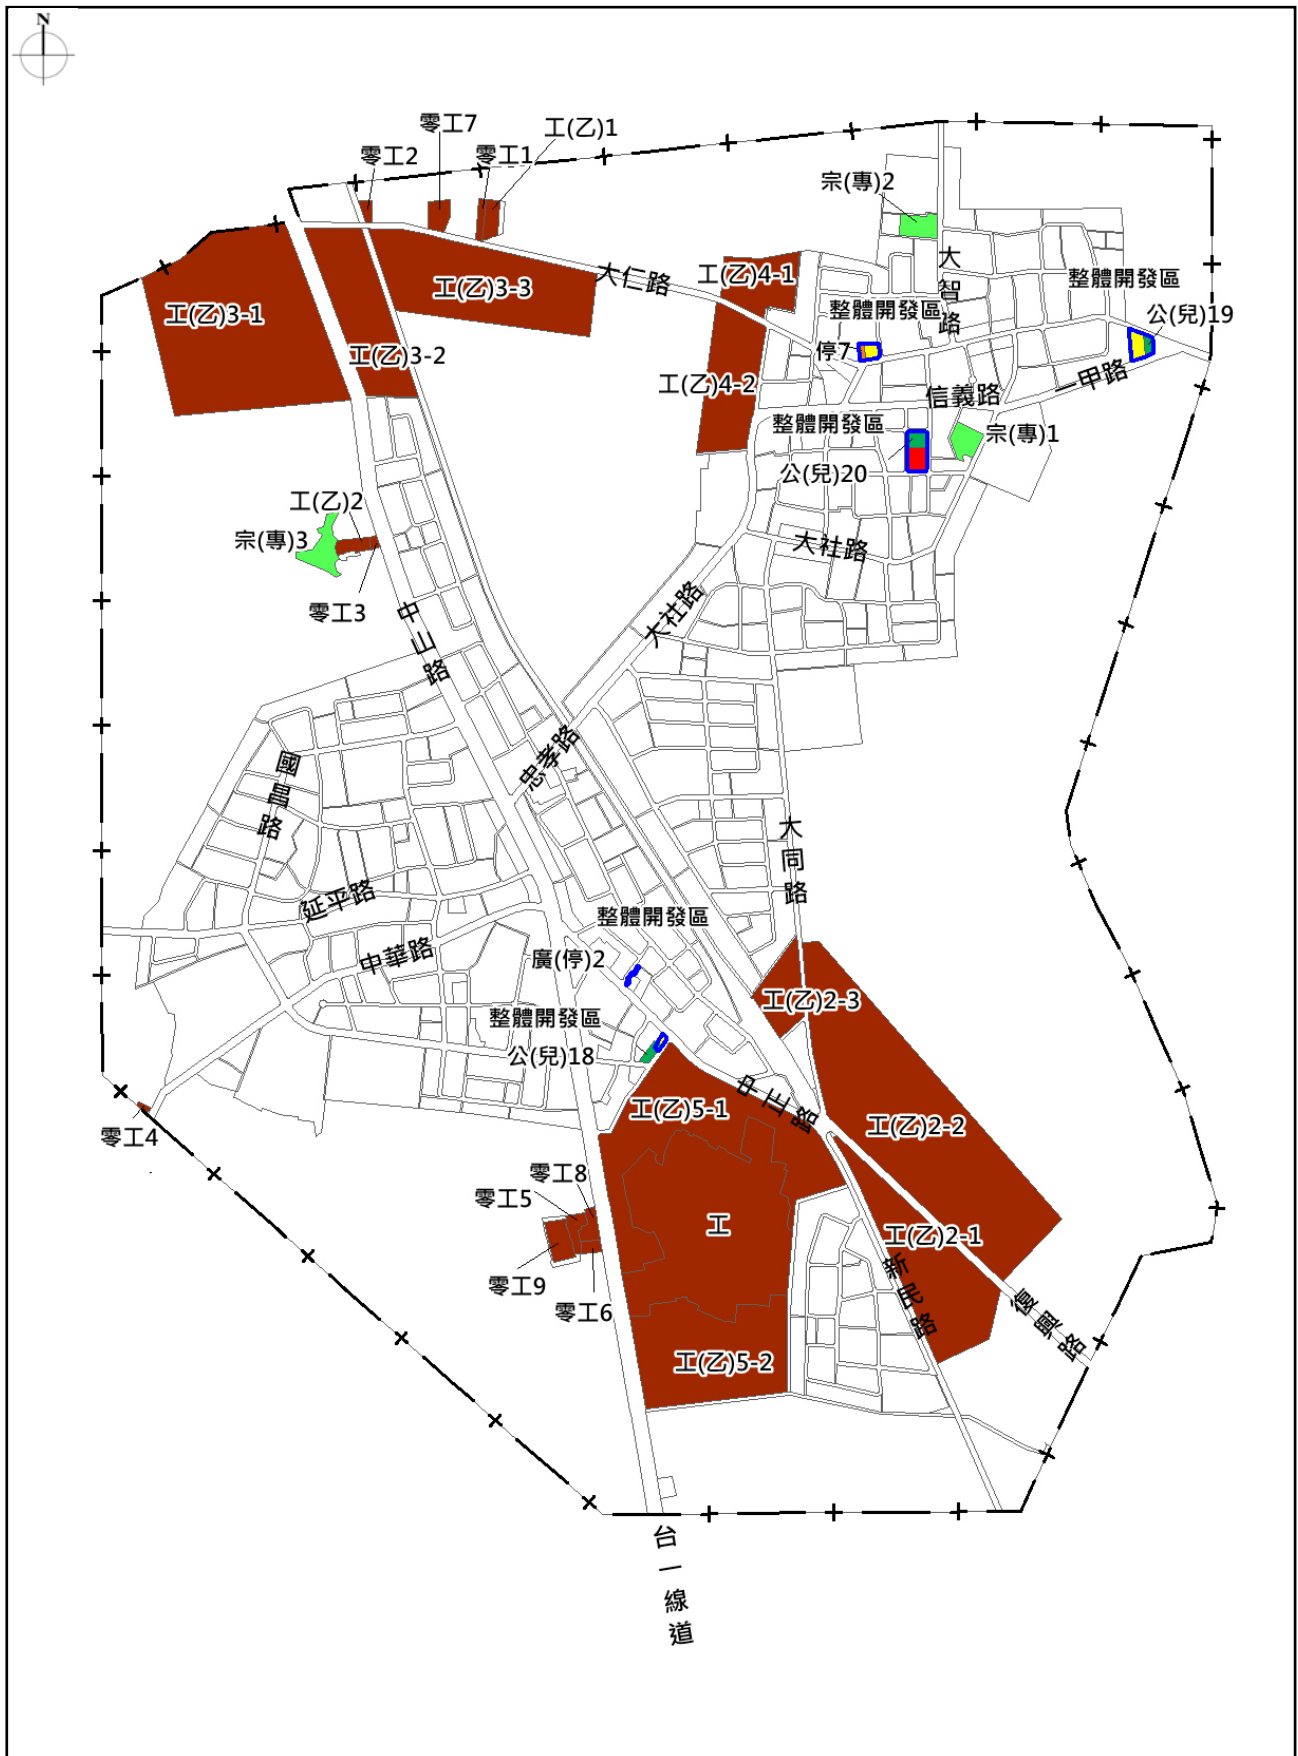 N
零工7
工(乙)1
零工2
零工1
宗(專)2
大智路
整體開發區
工(乙)4-1
大仁路
工(乙)3-3
工(乙)3-1
整體開發區
公(兒)19
停7
工(乙)3-2
工(乙)4-2
一甲路
信義路
整體開發區
宗(專)1
公(兒)20
工(乙)2
宗(專)3
大社路
零工3
中山路
大社路
忠孝路
國昌路
大同路
延平路
整體開發區
中華路
廣(停)2
工(乙)2-3
整體開發區
公(兒)18
中正路
工(乙)5-1
工(乙)2-2
零工4
零工8
零工5
工
工(乙)2-1
零工9
零工6
新民路
復興路
工(乙)5-2
台一線道